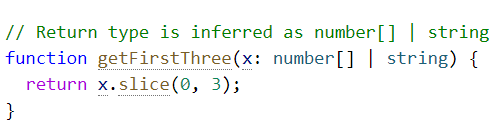 // Return type is inferred as number[] | string
function getFirstThree(x: number[] | string) {
  return x.slice(0, 3);
}